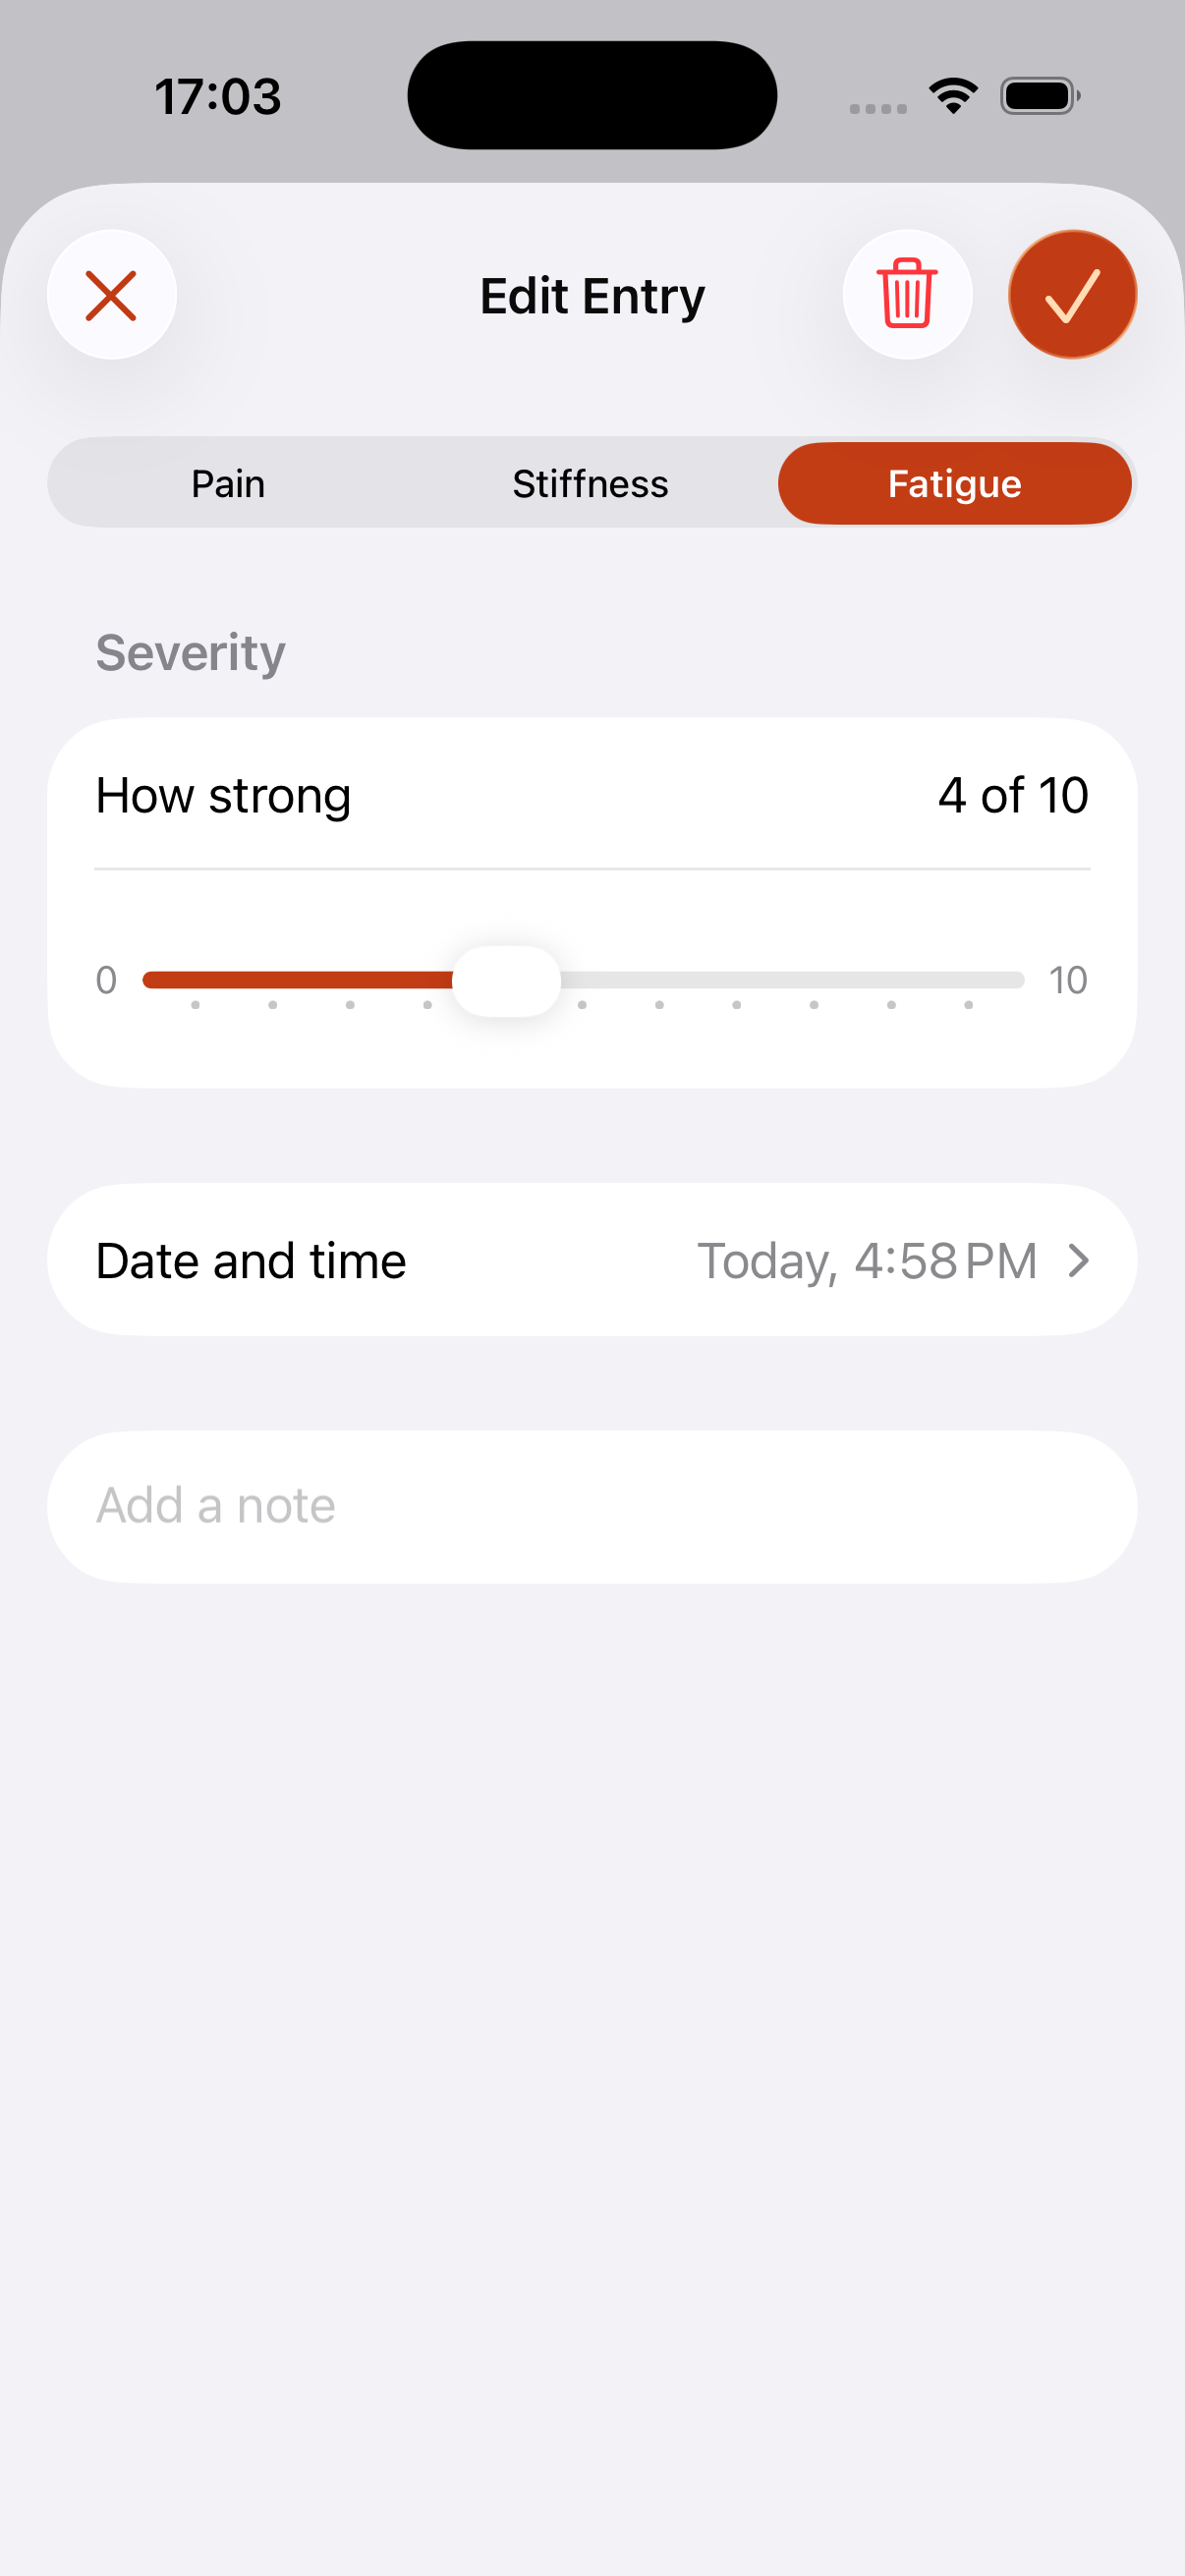 17:03
Edit Entry
Pain Stiffness Fatigue
Severity
How strong 4 of 10
0 10
Date and time Today, 4:58 PM
Add a note